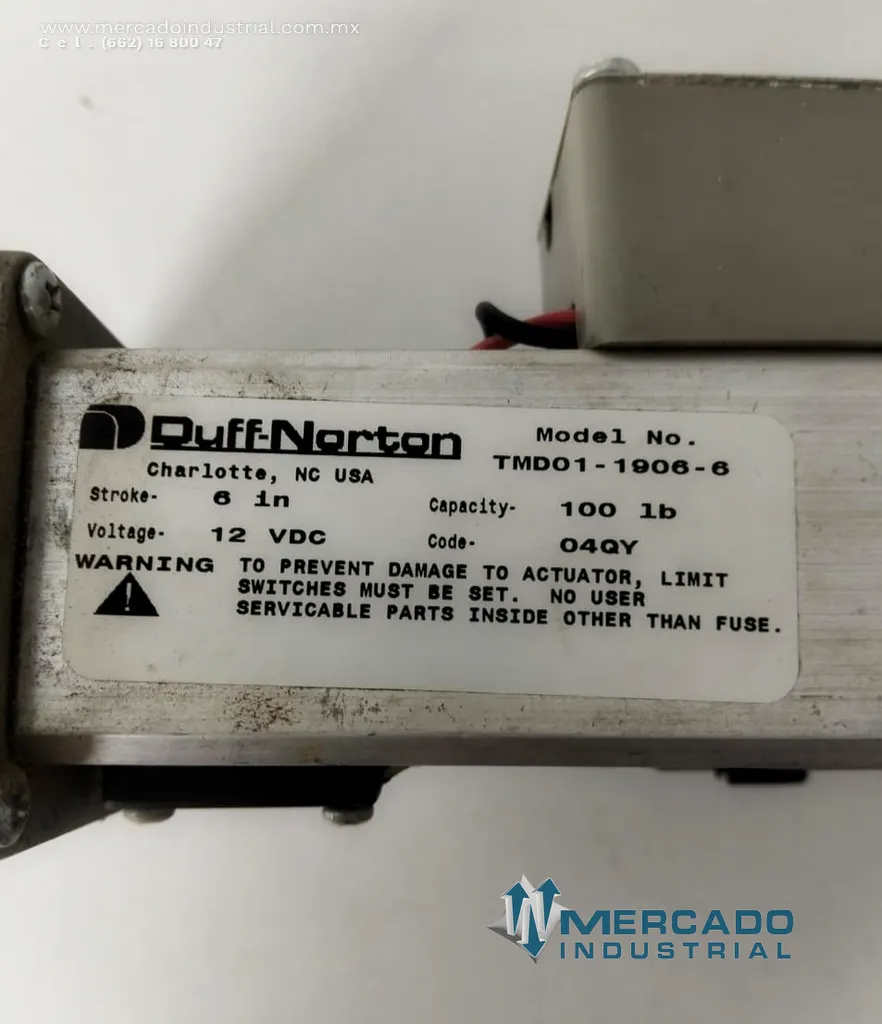 www.mercadoindustrial.com.mx
Cel. (662) 16 800 47
Duff-Norton
Charlotte, NC USA
Model No.
TMD01-1906-6
Stroke- 6 in
Capacity- 100 lb
Voltage- 12 VDC
Code- 04QY
WARNING TO PREVENT DAMAGE TO ACTUATOR, LIMIT
SWITCHES MUST BE SET. NO USER
SERVICABLE PARTS INSIDE OTHER THAN FUSE.
MERCADO
INDUSTRIAL